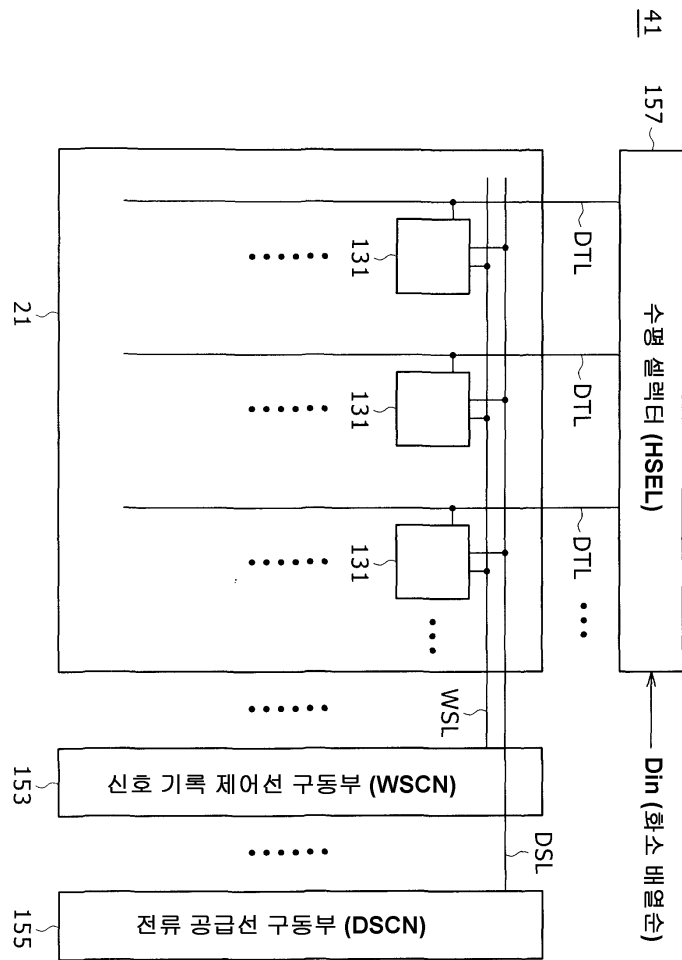 41
157
수평 셀렉터 (HSEL)
Din (화소 배열순)
DTL
DTL
DTL
131
131
131
21
WSL
DSL
153
신호 기록 제어선 구동부 (WSCN)
155
전류 공급선 구동부 (DSCN)